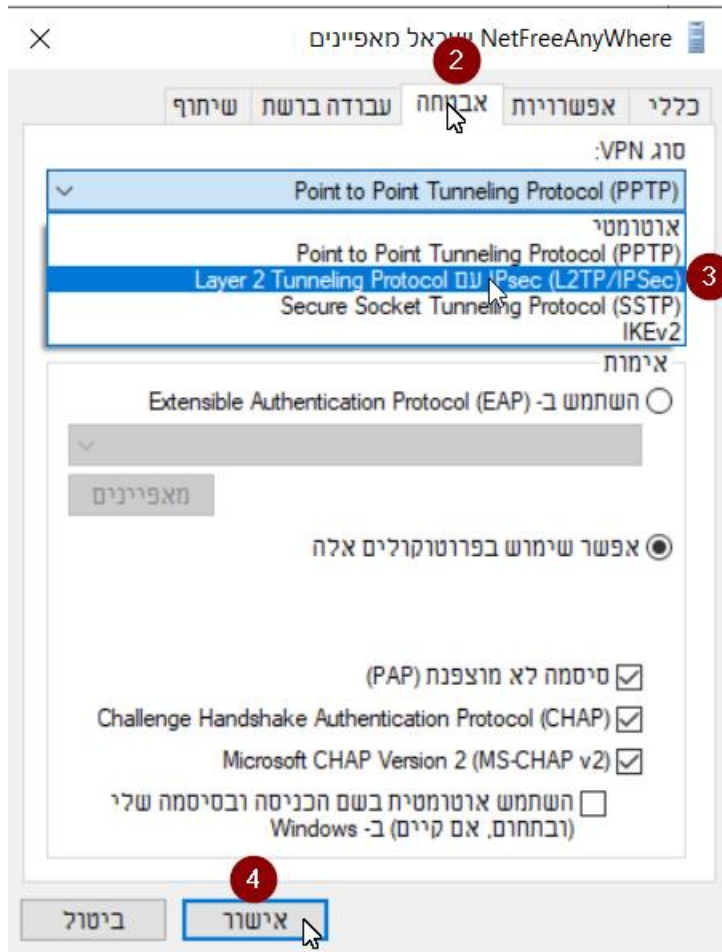 NetFreeAnyWhere ישראל מאפיינים
2
כללי אפשרויות אבטחה עבודה ברשת שיתוף
סוג VPN:
Point to Point Tunneling Protocol (PPTP)
אוטומטי
Point to Point Tunneling Protocol (PPTP)
Layer 2 Tunneling Protocol עם IPsec (L2TP/IPSec)
3
Secure Socket Tunneling Protocol (SSTP)
IKEv2
אימות
השתמש ב- Extensible Authentication Protocol (EAP)
מאפיינים
אפשר שימוש בפרוטוקולים אלה
סיסמה לא מוצפנת (PAP)
Challenge Handshake Authentication Protocol (CHAP)
Microsoft CHAP Version 2 (MS-CHAP v2)
השתמש אוטומטית בשם הכניסה ובסיסמה שלי
(ובתחום, אם קיים) ב- Windows
4
אישור ביטול